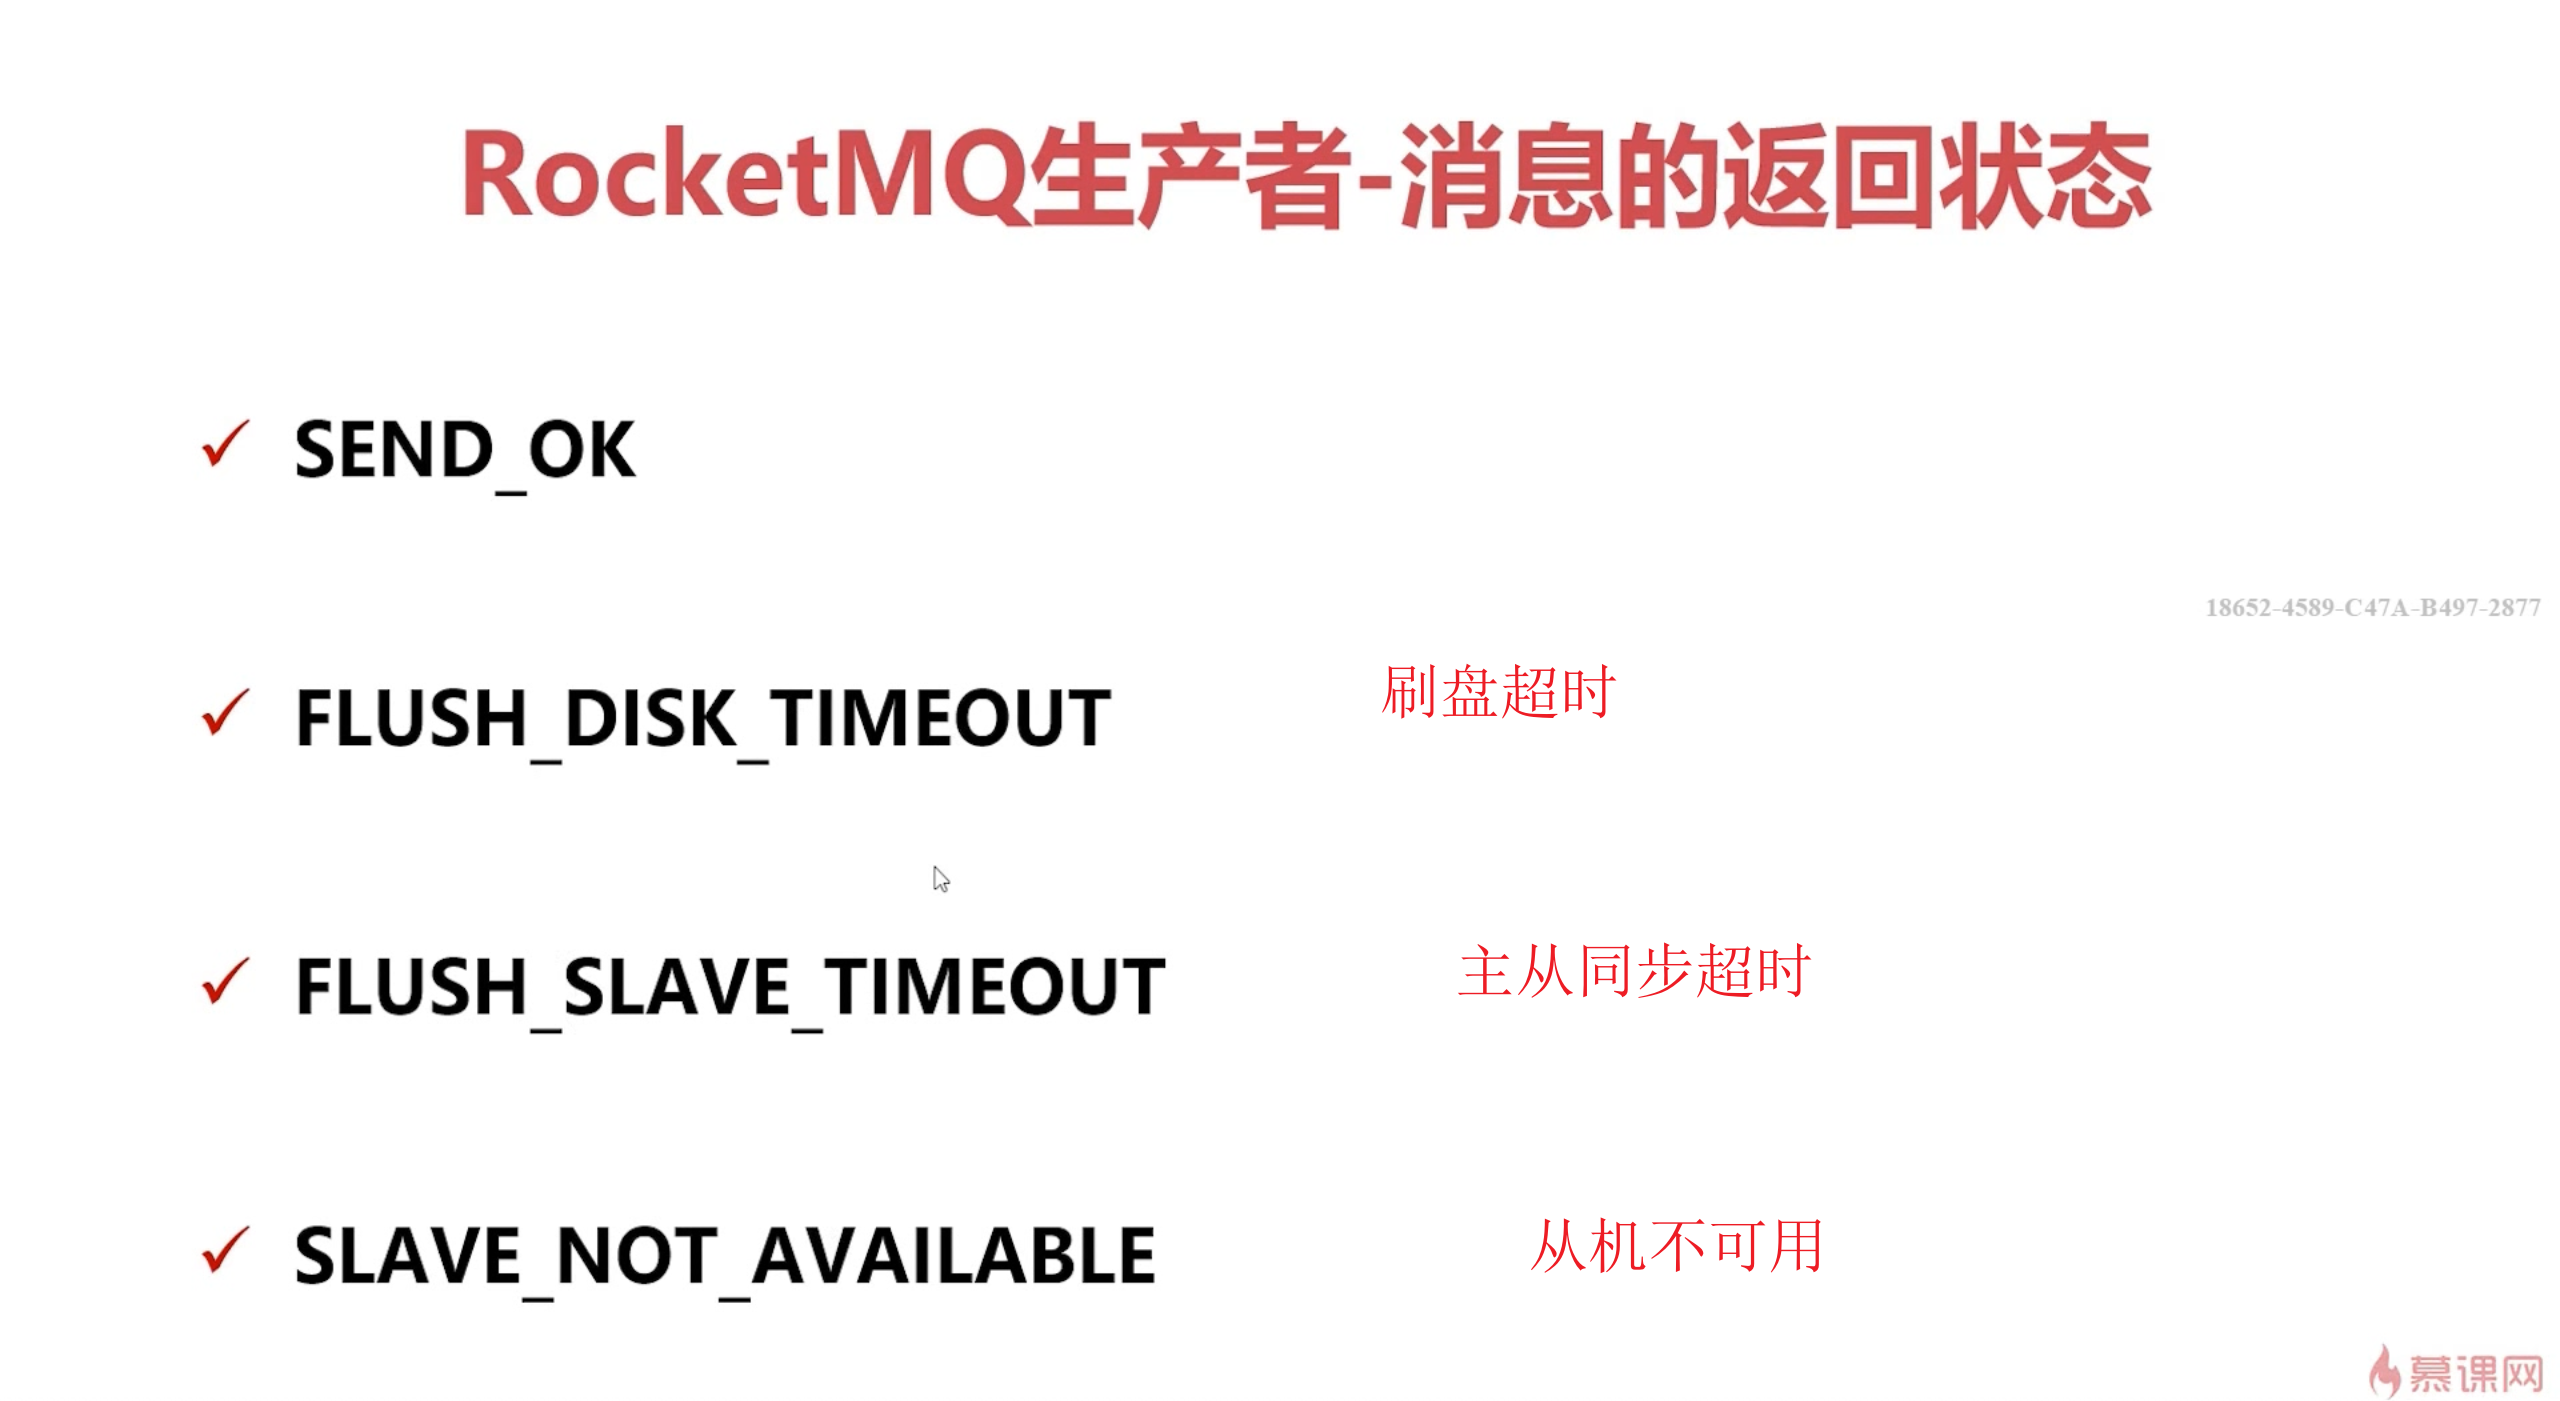 RocketMQ生产者-消息的返回状态
SEND_OK
18652-4589-C47A-B497-2877
FLUSH_DISK_TIMEOUT 刷盘超时
FLUSH_SLAVE_TIMEOUT 主从同步超时
SLAVE_NOT_AVAILABLE 从机不可用
慕课网